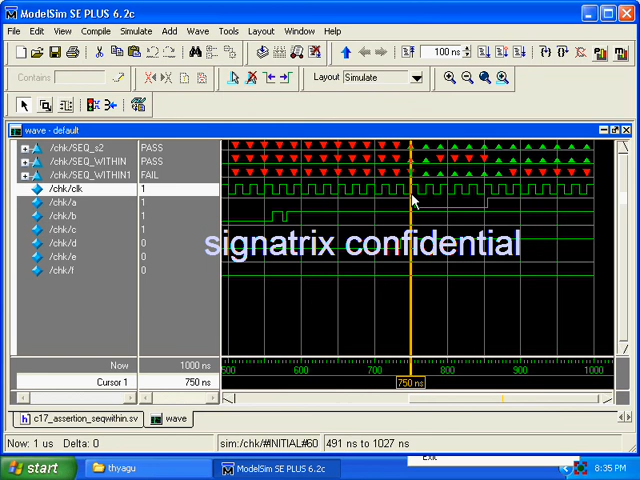 ModelSim SE PLUS 6.2c
File Edit View Compile Simulate Add Wave Tools Layout Window Help
100 ns
Contains
Layout Simulate
wave - default
/chk/SEQ_s2 PASS
/chk/SEQ_WITHIN PASS
/chk/SEQ_WITHIN1 FAIL
/chk/clk 1
/chk/a 1
/chk/b 1
/chk/c 1
/chk/d 0
/chk/e 0
/chk/f 0
signatrix confidential
Now 1000 ns
500 600 700 800 900 1000
Cursor 1 750 ns
750 ns
c17_assertion_seqwithin.sv wave
Now: 1 us Delta: 0 sim:/chk/#INITIAL#60 491 ns to 1027 ns
Exit
start thyagu ModelSim SE PLUS 6.2c 8:35 PM